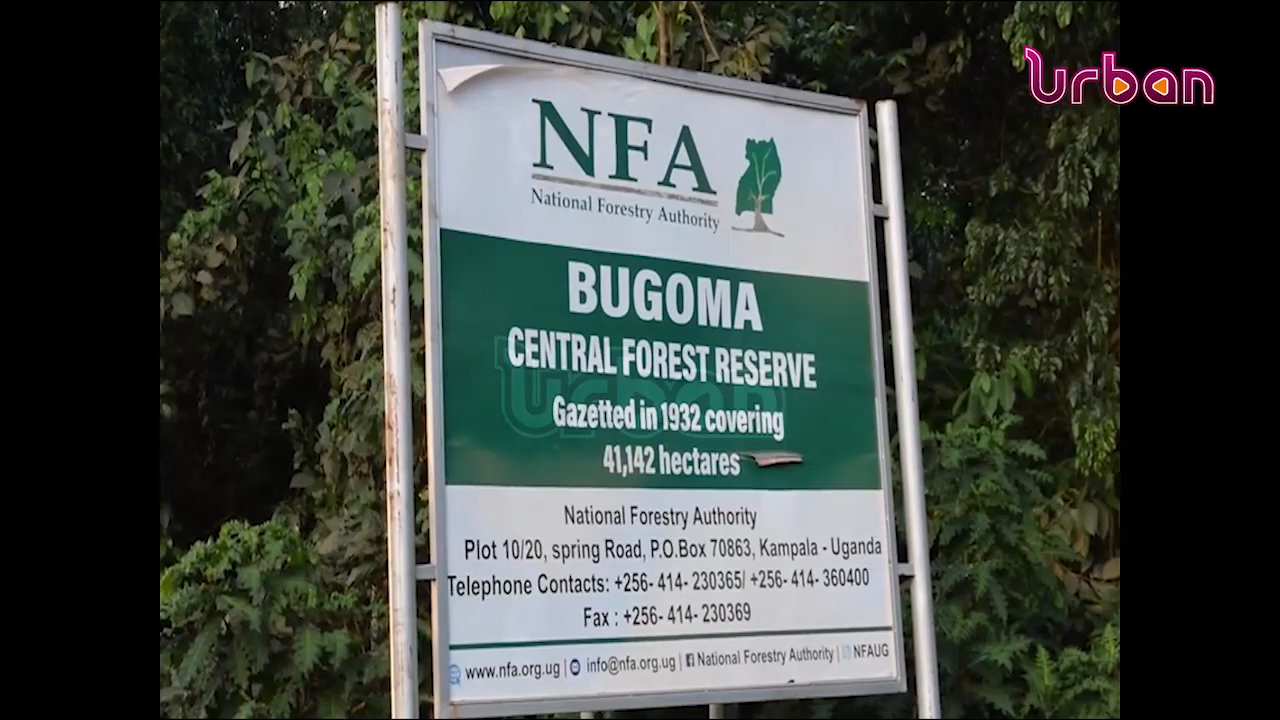 Urban
NFA
National Forestry Authority
BUGOMA
CENTRAL FOREST RESERVE
Urban
Gazetted in 1932 covering
41,142 hectares
National Forestry Authority
Plot 10/20, spring Road, P.O.Box 70863, Kampala - Uganda
Telephone Contacts: +256- 414- 230365/ +256- 414- 360400
Fax : +256- 414- 230369
www.nfa.org.ug | info@nfa.org.ug | National Forestry Authority | NFAUG